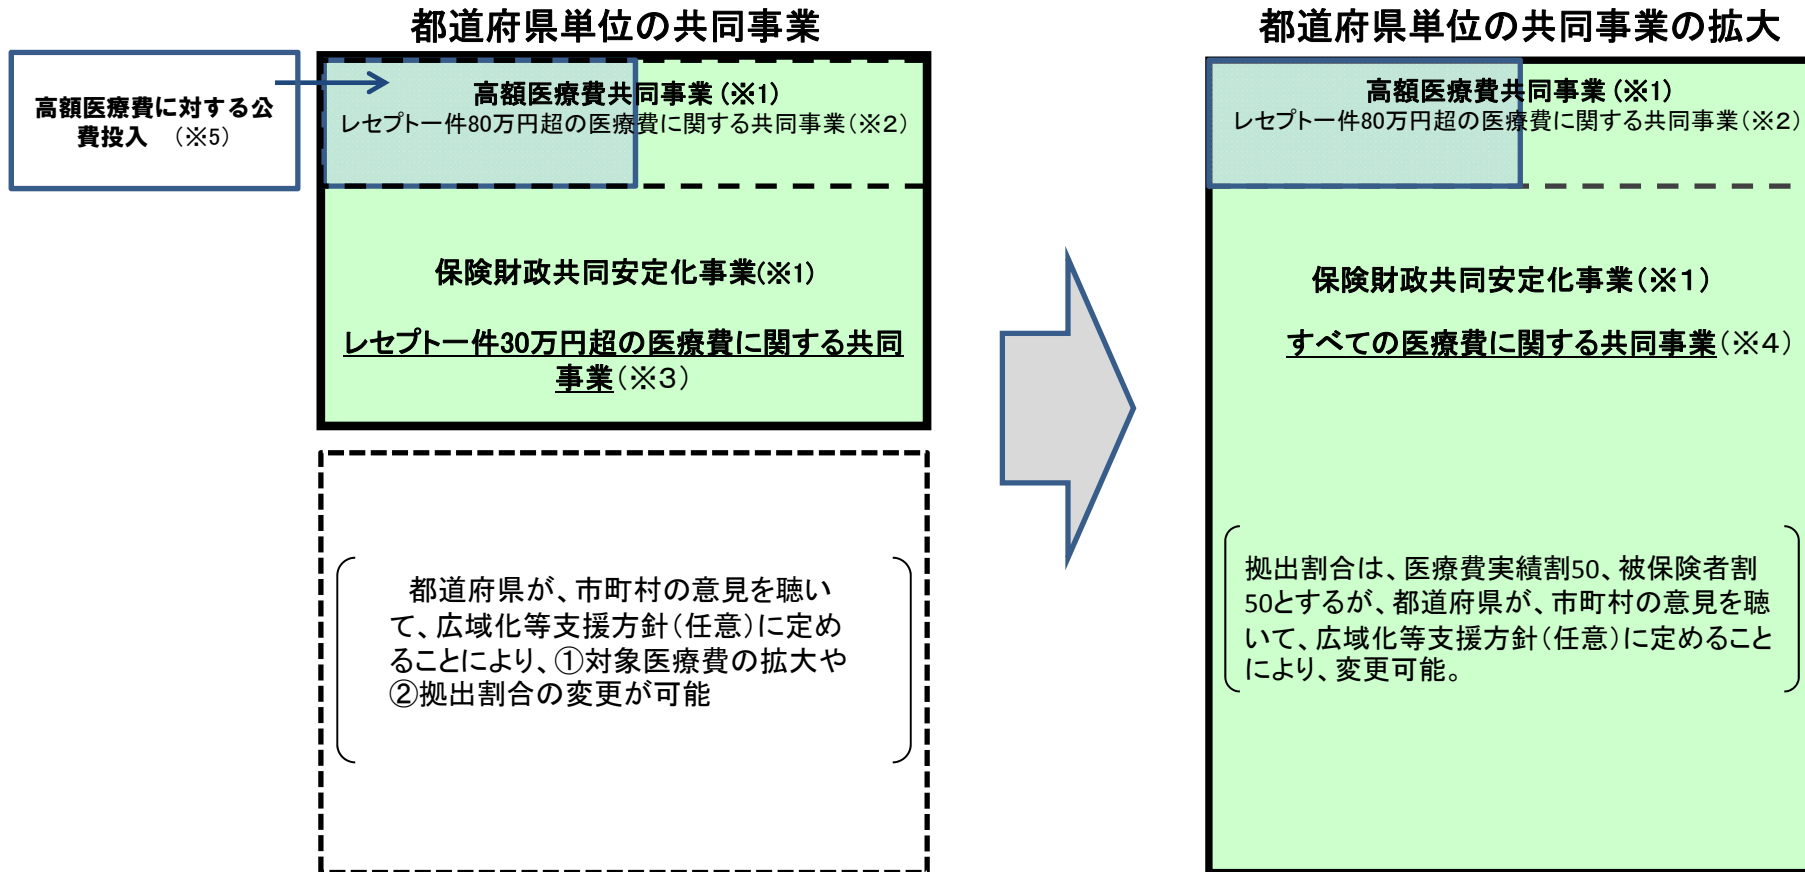 都道府県単位の共同事業
高額医療費に対する公
費投入　（※5）
高額医療費共同事業（※1）
レセプト一件80万円超の医療費に関する共同事業（※２）
保険財政共同安定化事業(※1)
レセプト一件30万円超の医療費に関する共同
事業（※３）
都道府県が、市町村の意見を聴い
て、広域化等支援方針（任意）に定め
ることにより、①対象医療費の拡大や
②拠出割合の変更が可能
都道府県単位の共同事業の拡大
高額医療費共同事業（※1）
レセプト一件80万円超の医療費に関する共同事業（※２）
保険財政共同安定化事業（※１）
すべての医療費に関する共同事業（※４）
拠出割合は、医療費実績割50、被保険者割
50とするが、都道府県が、市町村の意見を聴
いて、広域化等支援方針（任意）に定めること
により、変更可能。